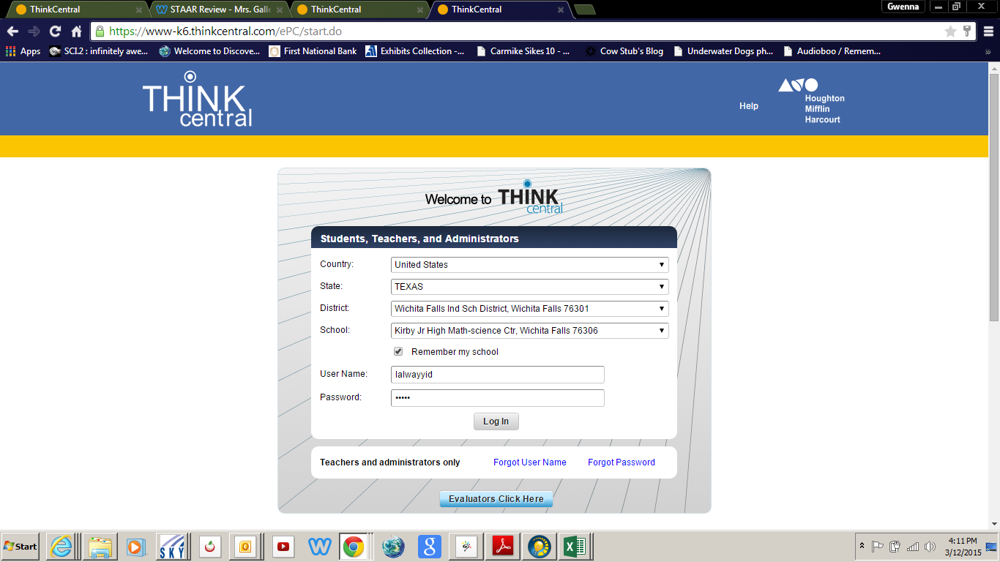 ThinkCentral
STAAR Review - Mrs. Galle
ThinkCentral
ThinkCentral
Gwenna
https://www-k6.thinkcentral.com/ePC/start.do
Apps
SCI.2 : infinitely awe...
Welcome to Discove...
First National Bank
Exhibits Collection -...
Carmike Sikes 10 - ...
Cow Stub's Blog
Underwater Dogs ph...
Audioboo / Remem...
»
THINK
central
Help
Houghton
Mifflin
Harcourt
Welcome to THINK
central
Students, Teachers, and Administrators
Country: United States
State: TEXAS
District: Wichita Falls Ind Sch District, Wichita Falls 76301
School: Kirby Jr High Math-science Ctr, Wichita Falls 76306
Remember my school
User Name: lalwayyid
Password: •••••
Log In
Teachers and administrators only Forgot User Name Forgot Password
Evaluators Click Here
Start
SKY
4:11 PM
3/12/2015